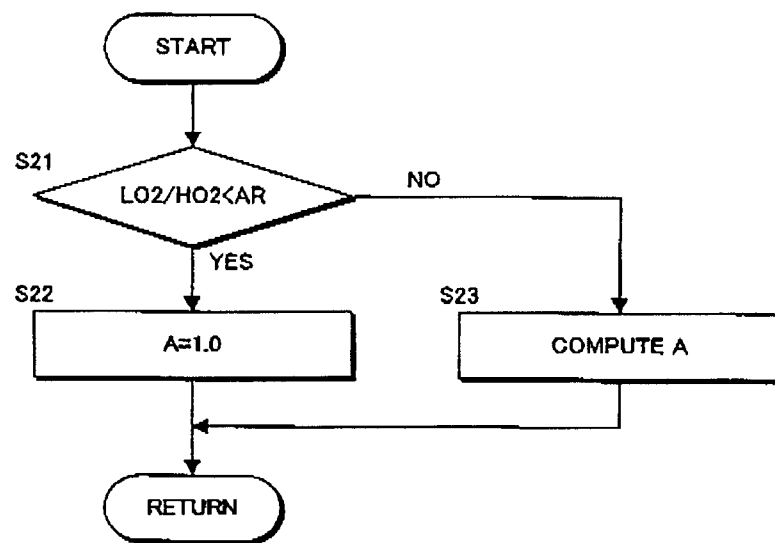 START
S21
LO2/HO2<AR
NO
YES
S22
A=1.0
S23
COMPUTE A
RETURN